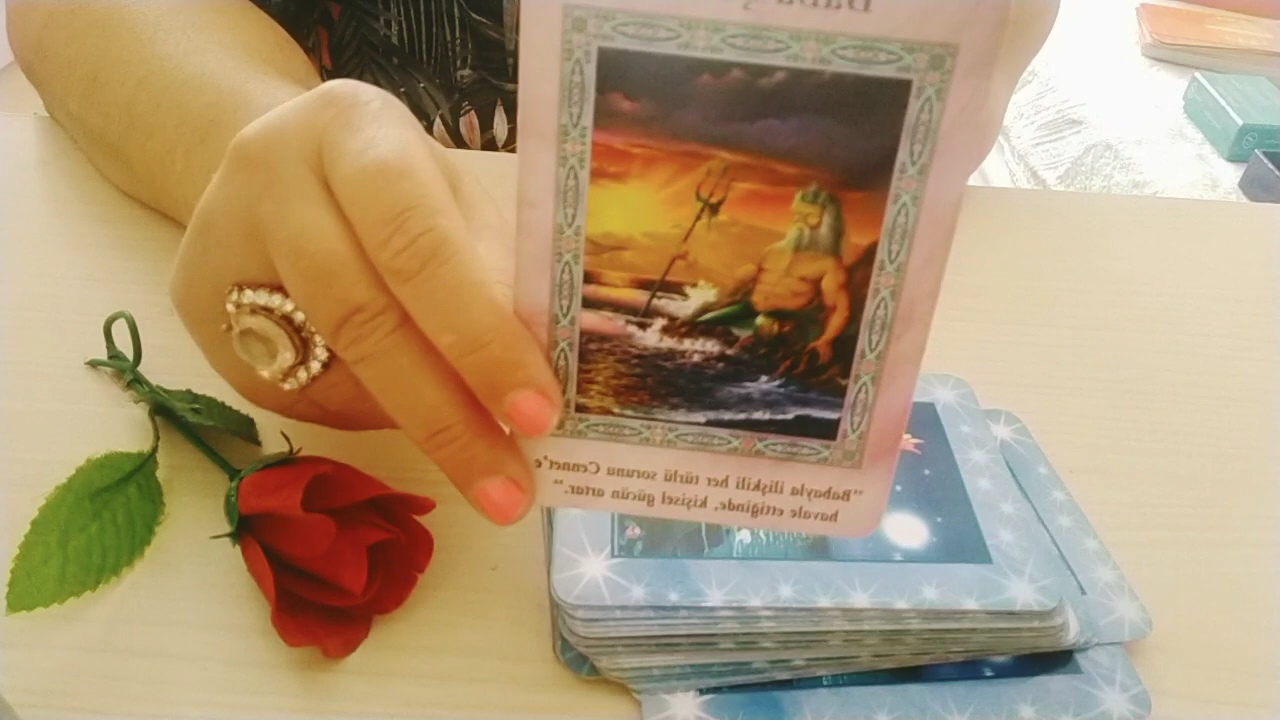 "Babayla ilişkili her türlü sorunu Cennet'e
havale ettiğinde, kişisel gücün artar."